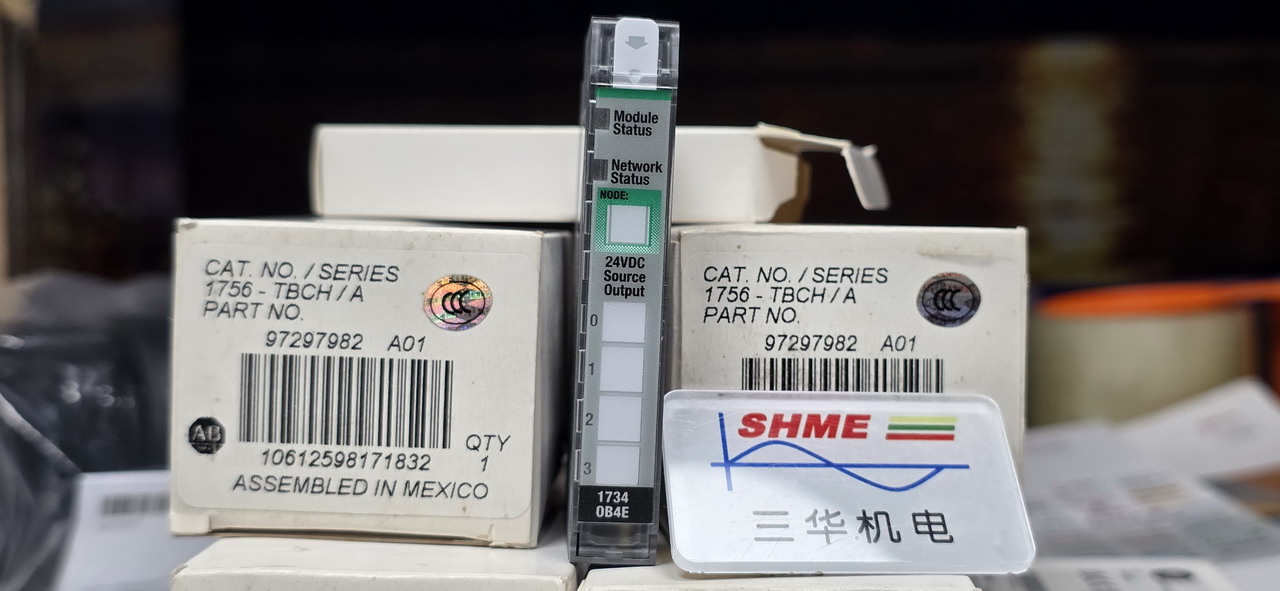 CAT. NO. / SERIES
1756 - TBCH / A
PART NO.
97297982 A01
AB
QTY
1
10612598171832
ASSEMBLED IN MEXICO
Module
Status
Network
Status
NODE:
24VDC
Source
Output
0
1
2
3
1734
OB4E
CAT. NO. / SERIES
1756 - TBCH / A
PART NO.
97297982 A01
SHME
三华机电